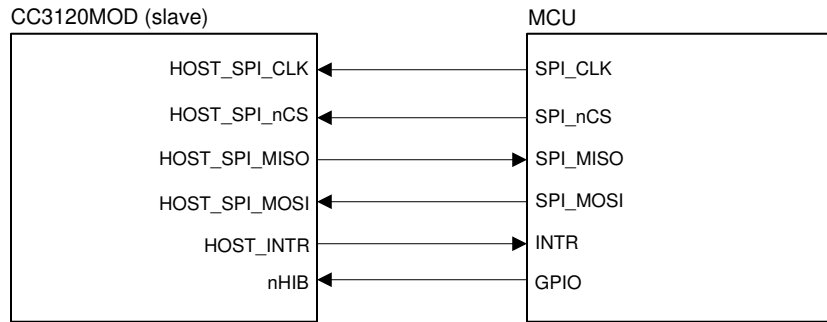 CC3120MOD (slave)
MCU
HOST_SPI_CLK
SPI_CLK
HOST_SPI_nCS
SPI_nCS
HOST_SPI_MISO
SPI_MISO
HOST_SPI_MOSI
SPI_MOSI
HOST_INTR
INTR
nHIB
GPIO